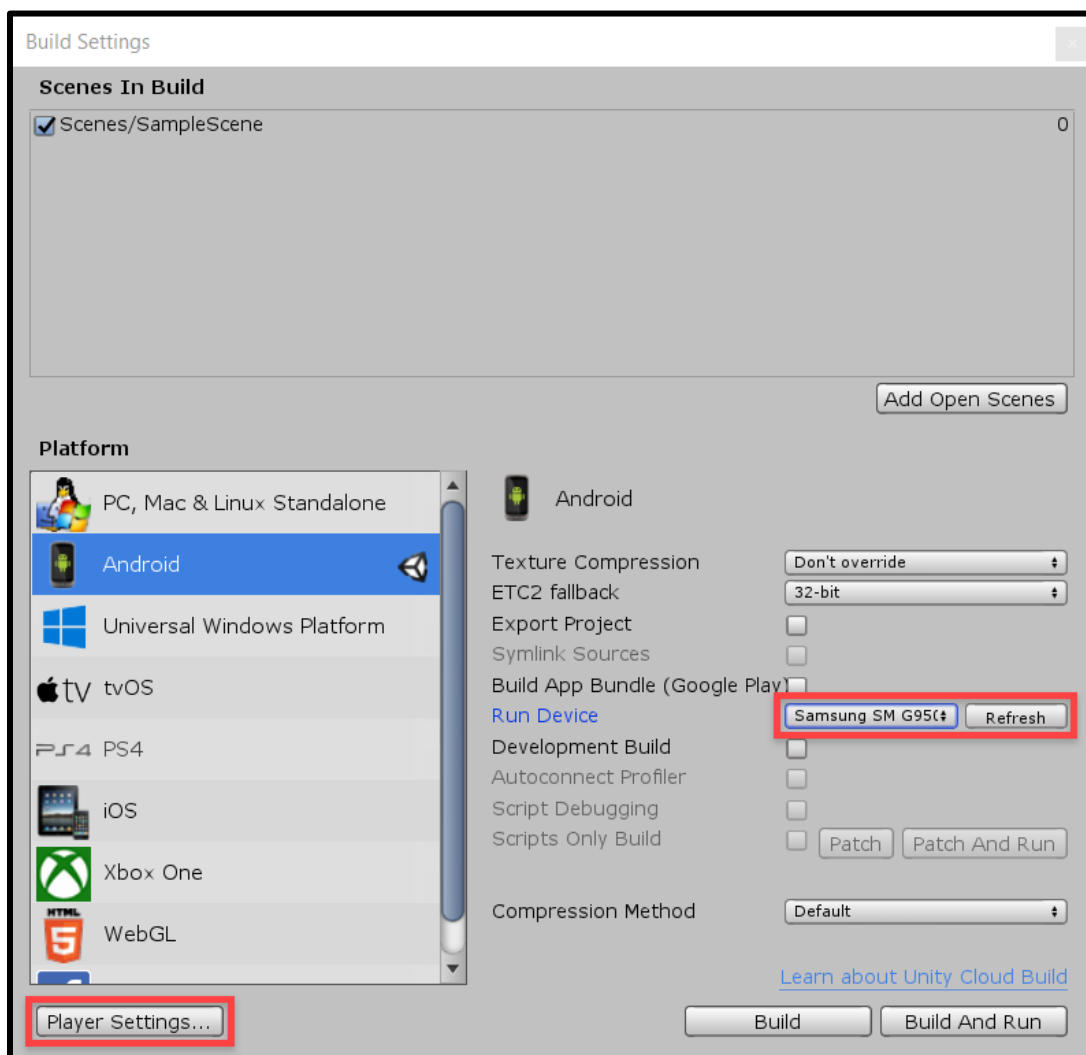 Build Settings
Scenes In Build
Scenes/SampleScene 0
Add Open Scenes
Platform
PC, Mac & Linux Standalone
Android
Universal Windows Platform
tv tvOS
PS4 PS4
iOS
Xbox One
HTML
5
WebGL
Player Settings...
Android
Texture Compression Don't override
ETC2 fallback 32-bit
Export Project
Symlink Sources
Build App Bundle (Google Play)
Run Device Samsung SM G950 Refresh
Development Build
Autoconnect Profiler
Script Debugging
Scripts Only Build Patch Patch And Run
Compression Method Default
Learn about Unity Cloud Build
Build Build And Run